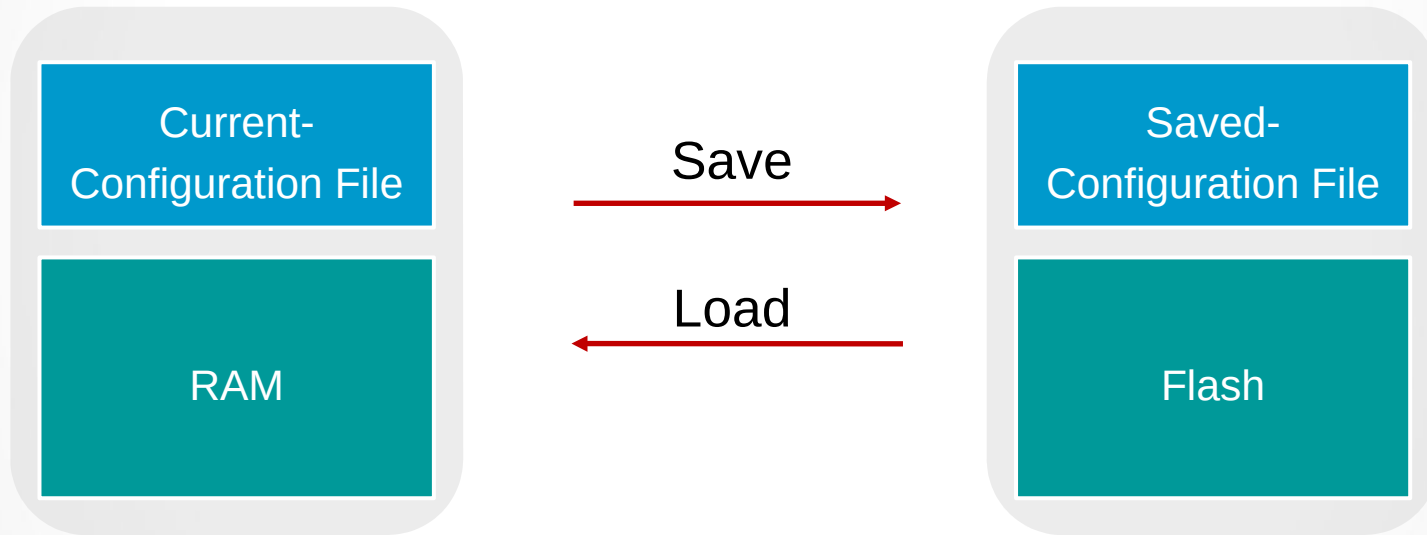 Current-
Configuration File
RAM
Save
Load
Saved-
Configuration File
Flash